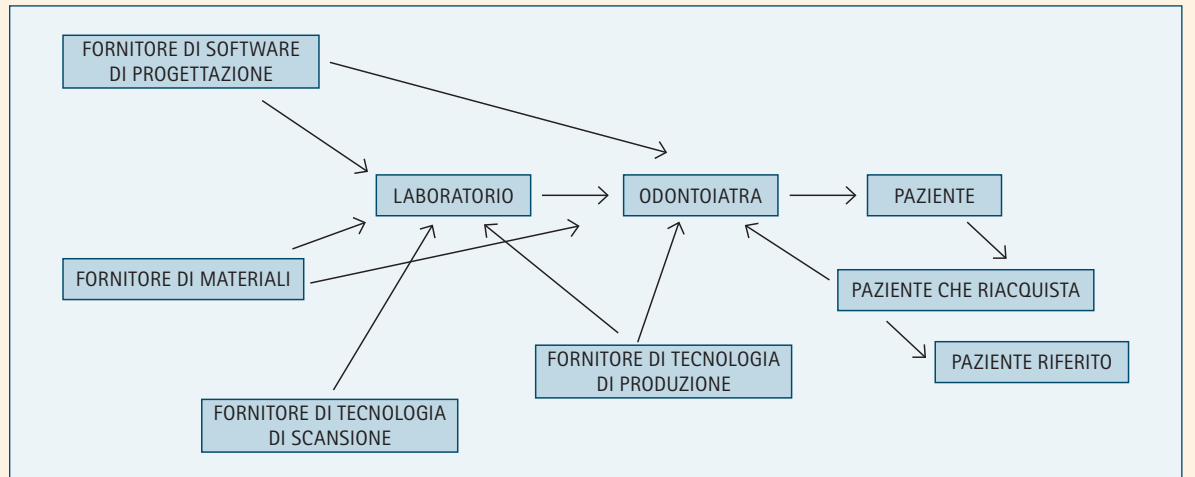 FORNITORE DI SOFTWARE
DI PROGETTAZIONE
LABORATORIO
ODONTOIATRA
PAZIENTE
FORNITORE DI MATERIALI
PAZIENTE CHE RIACQUISTA
FORNITORE DI TECNOLOGIA
DI PRODUZIONE
PAZIENTE RIFERITO
FORNITORE DI TECNOLOGIA
DI SCANSIONE